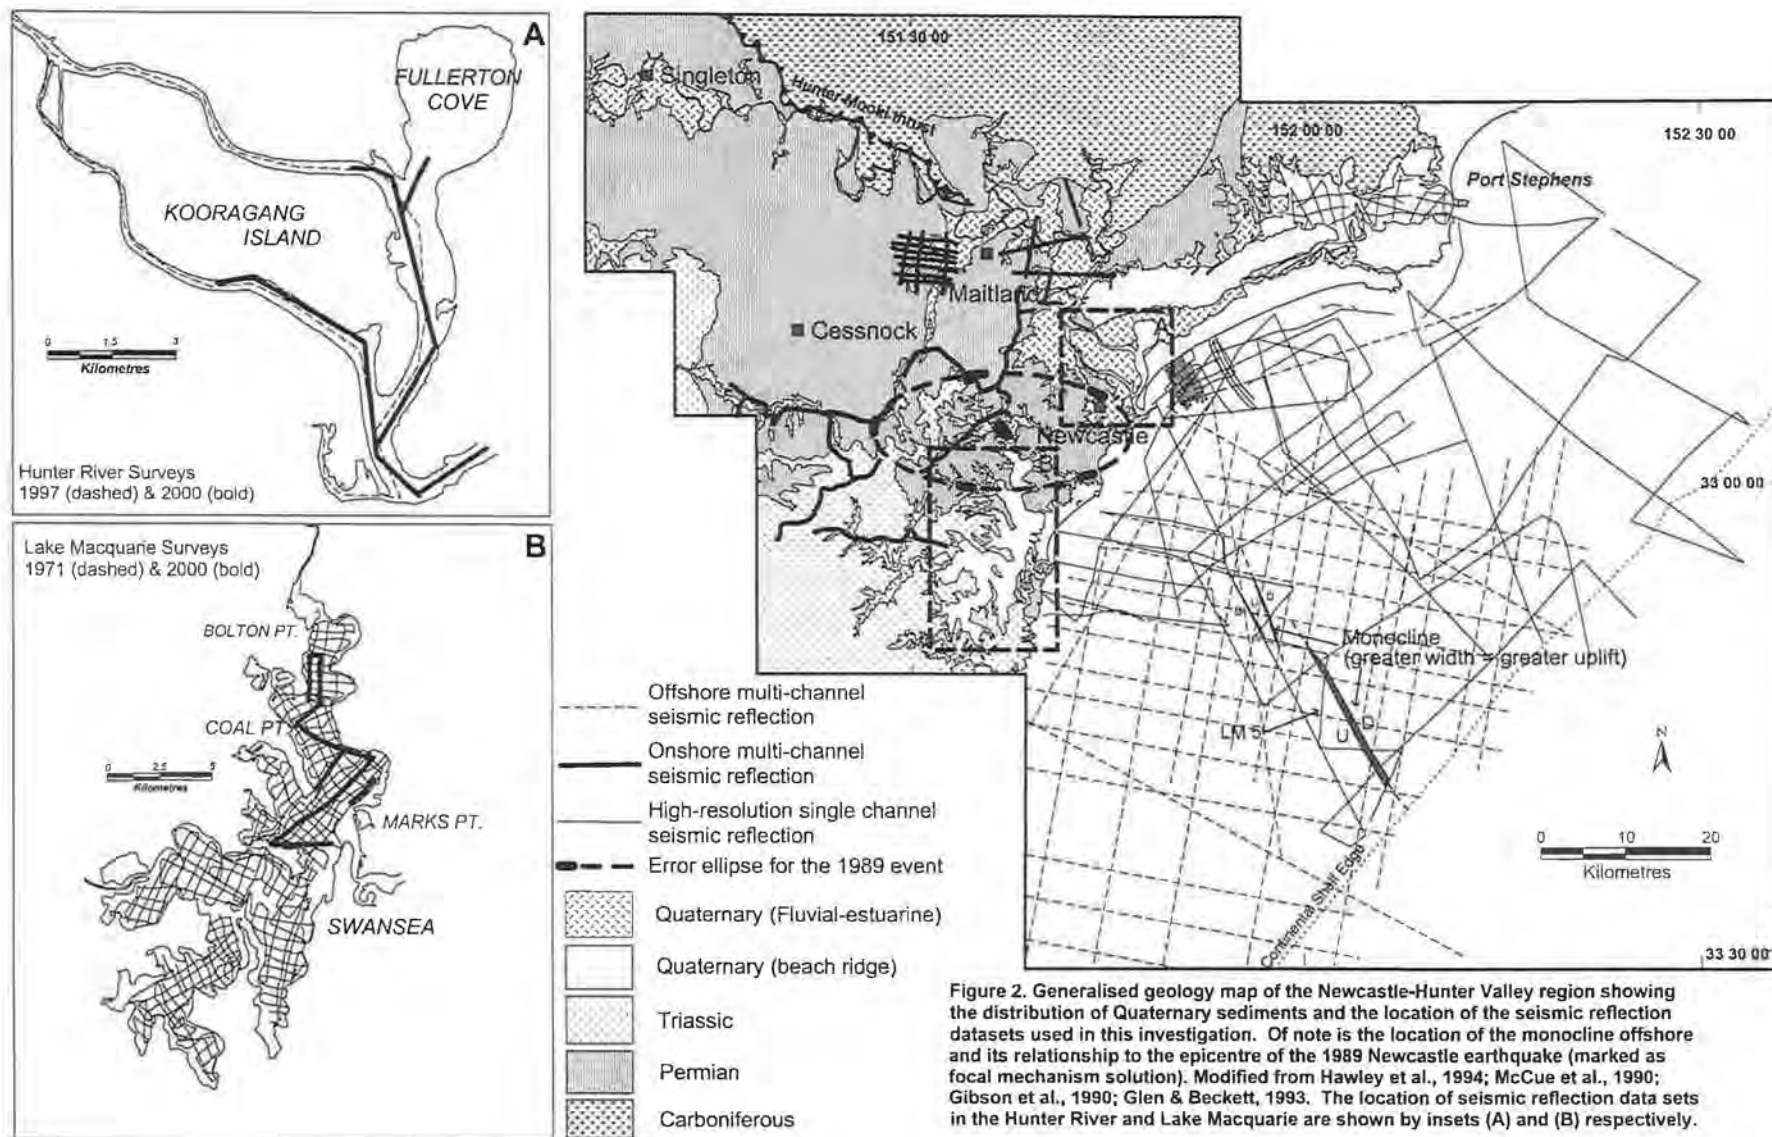 A
FULLERTON
COVE
KOORAGANG
ISLAND
0 1.5 3
Kilometres
Hunter River Surveys
1997 (dashed) & 2000 (bold)
Lake Macquarie Surveys
1971 (dashed) & 2000 (bold)
B
BOLTON PT.
COAL PT.
0 2.5 5
Kilometres
MARKS PT.
SWANSEA
151 30 00
Singleton
Hunter-Mooki thrust
152 00 00
152 30 00
Port Stephens
Maitland
A
Cessnock
Newcastle
B
33 00 00
Monocline
(greater width = greater uplift)
LM 5
D
U
N
0 10 20
Kilometres
Continental Shelf Edge
33 30 00
Offshore multi-channel
seismic reflection
Onshore multi-channel
seismic reflection
High-resolution single channel
seismic reflection
Error ellipse for the 1989 event
Quaternary (Fluvial-estuarine)
Quaternary (beach ridge)
Triassic
Permian
Carboniferous
Figure 2. Generalised geology map of the Newcastle-Hunter Valley region showing
the distribution of Quaternary sediments and the location of the seismic reflection
datasets used in this investigation. Of note is the location of the monocline offshore
and its relationship to the epicentre of the 1989 Newcastle earthquake (marked as
focal mechanism solution). Modified from Hawley et al., 1994; McCue et al., 1990;
Gibson et al., 1990; Glen & Beckett, 1993. The location of seismic reflection data sets
in the Hunter River and Lake Macquarie are shown by insets (A) and (B) respectively.